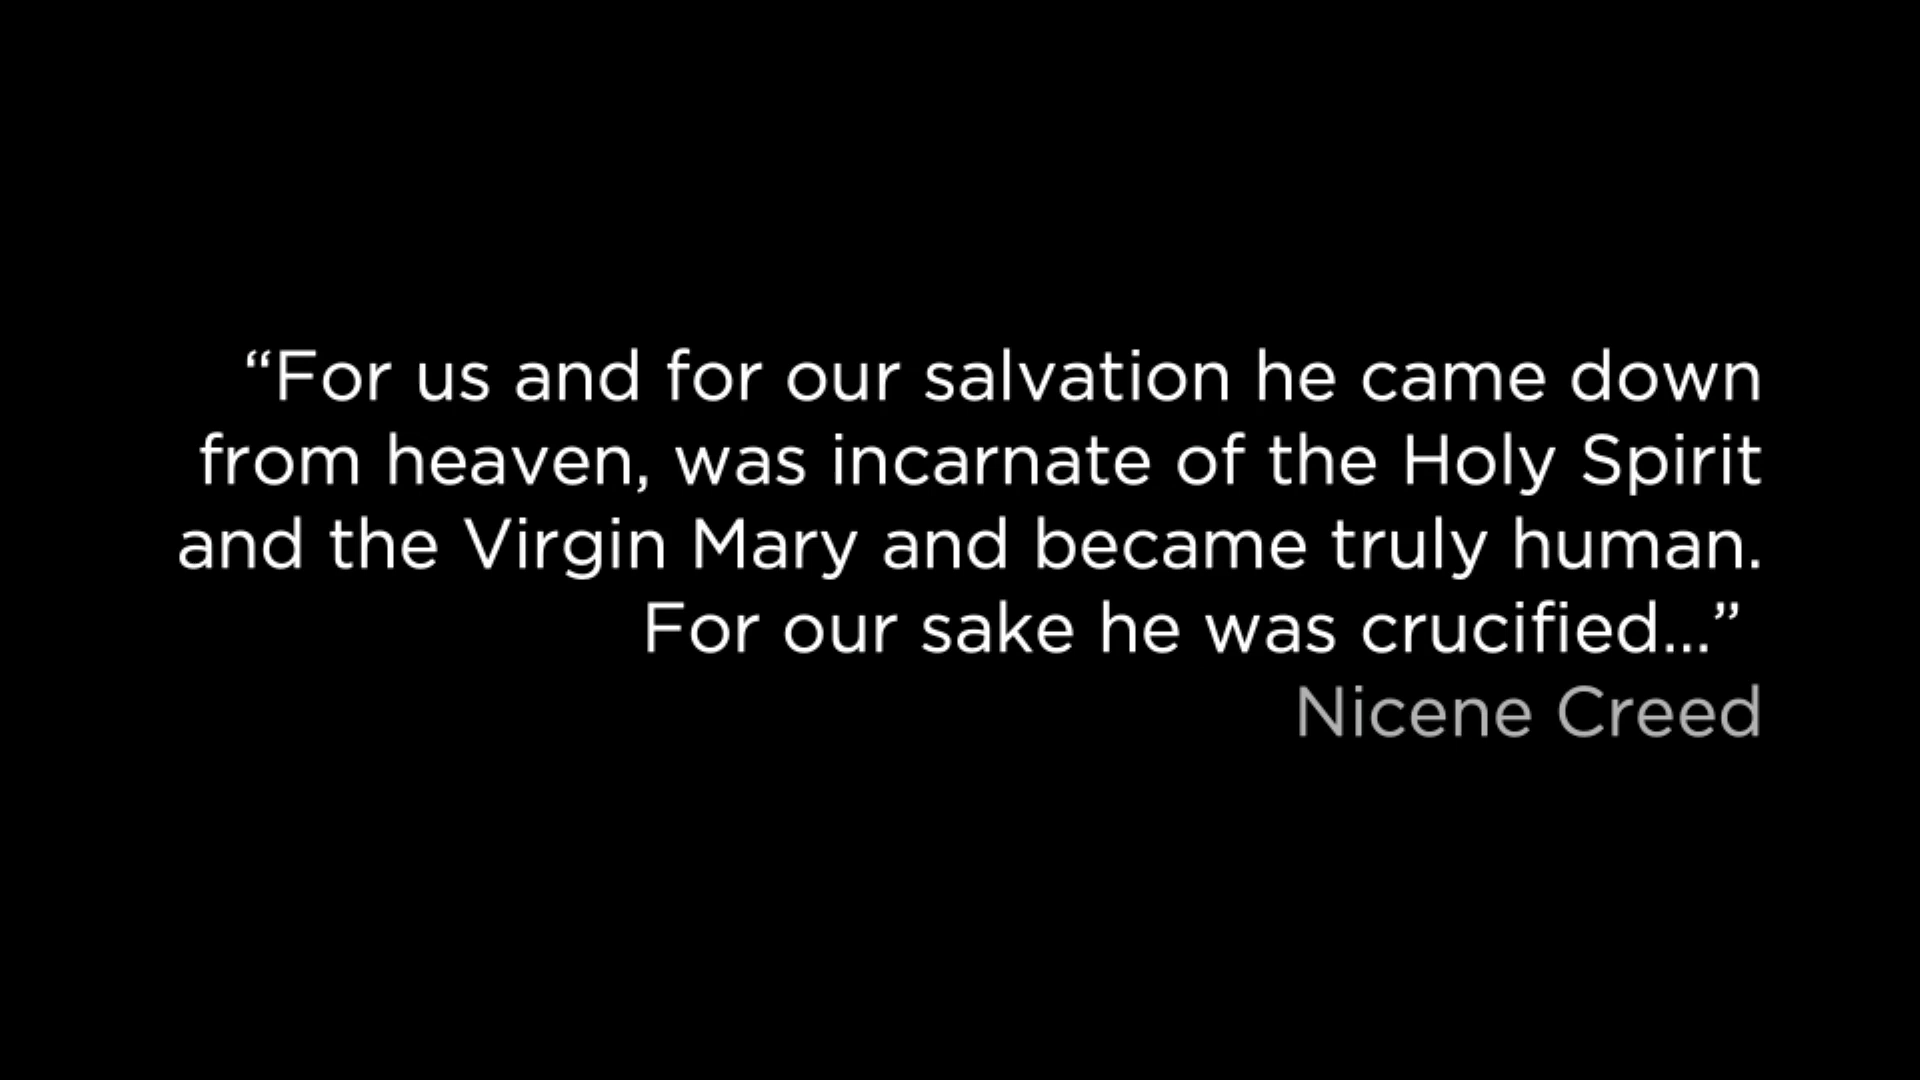 “For us and for our salvation he came down
from heaven, was incarnate of the Holy Spirit
and the Virgin Mary and became truly human.
For our sake he was crucified...”
Nicene Creed